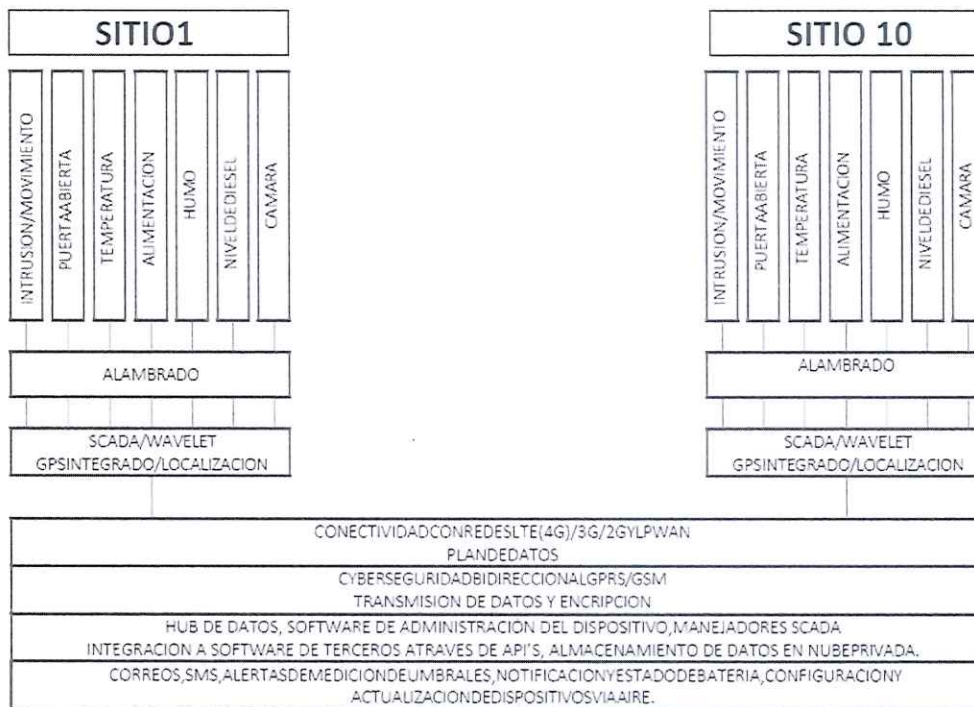 SITIO1
INTRUSION/MOVIMIENTO
PUERTAABIERTA
TEMPERATURA
ALIMENTACION
HUMO
NIVELDEDIESEL
CAMARA
ALAMBRADO
SCADA/WAVELET
GPSINTEGRADO/LOCALIZACION
SITIO 10
INTRUSION/MOVIMIENTO
PUERTAABIERTA
TEMPERATURA
ALIMENTACION
HUMO
NIVELDEDIESEL
CAMARA
ALAMBRADO
SCADA/WAVELET
GPSINTEGRADO/LOCALIZACION
CONECTIVIDADCONREDESLTE(4G)/3G/2GYLPWAN
PLANDEDATOS
CYBERSEGURIDADBIDIRECCIONALGPRS/GSM
TRANSMISION DE DATOS Y ENCRIPCION
HUB DE DATOS, SOFTWARE DE ADMINISTRACION DEL DISPOSITIVO,MANEJADORES SCADA
INTEGRACION A SOFTWARE DE TERCEROS ATRAVES DE API'S, ALMACENAMIENTO DE DATOS EN NUBEPRIVADA.
CORREOS,SMS,ALERTASDEMEDICIONDEUMBRALES,NOTIFICACIONYESTADODEBATERIA,CONFIGURACIONY
ACTUALIZACIONDEDISPOSITIVOSVIAAIRE.